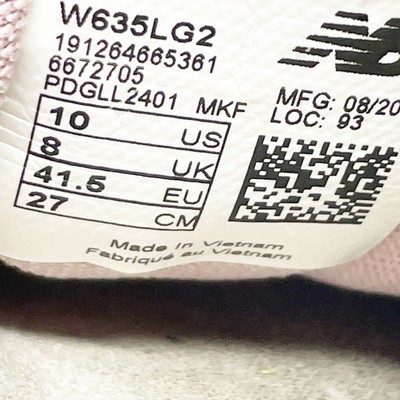 W635LG2
191264665361
6672705
PDGLL2401 MKF
10 US
8 UK
41.5 EU
27 CM
MFG: 08/20
LOC: 93
Made in Vietnam
Fabriqué au Vietnam